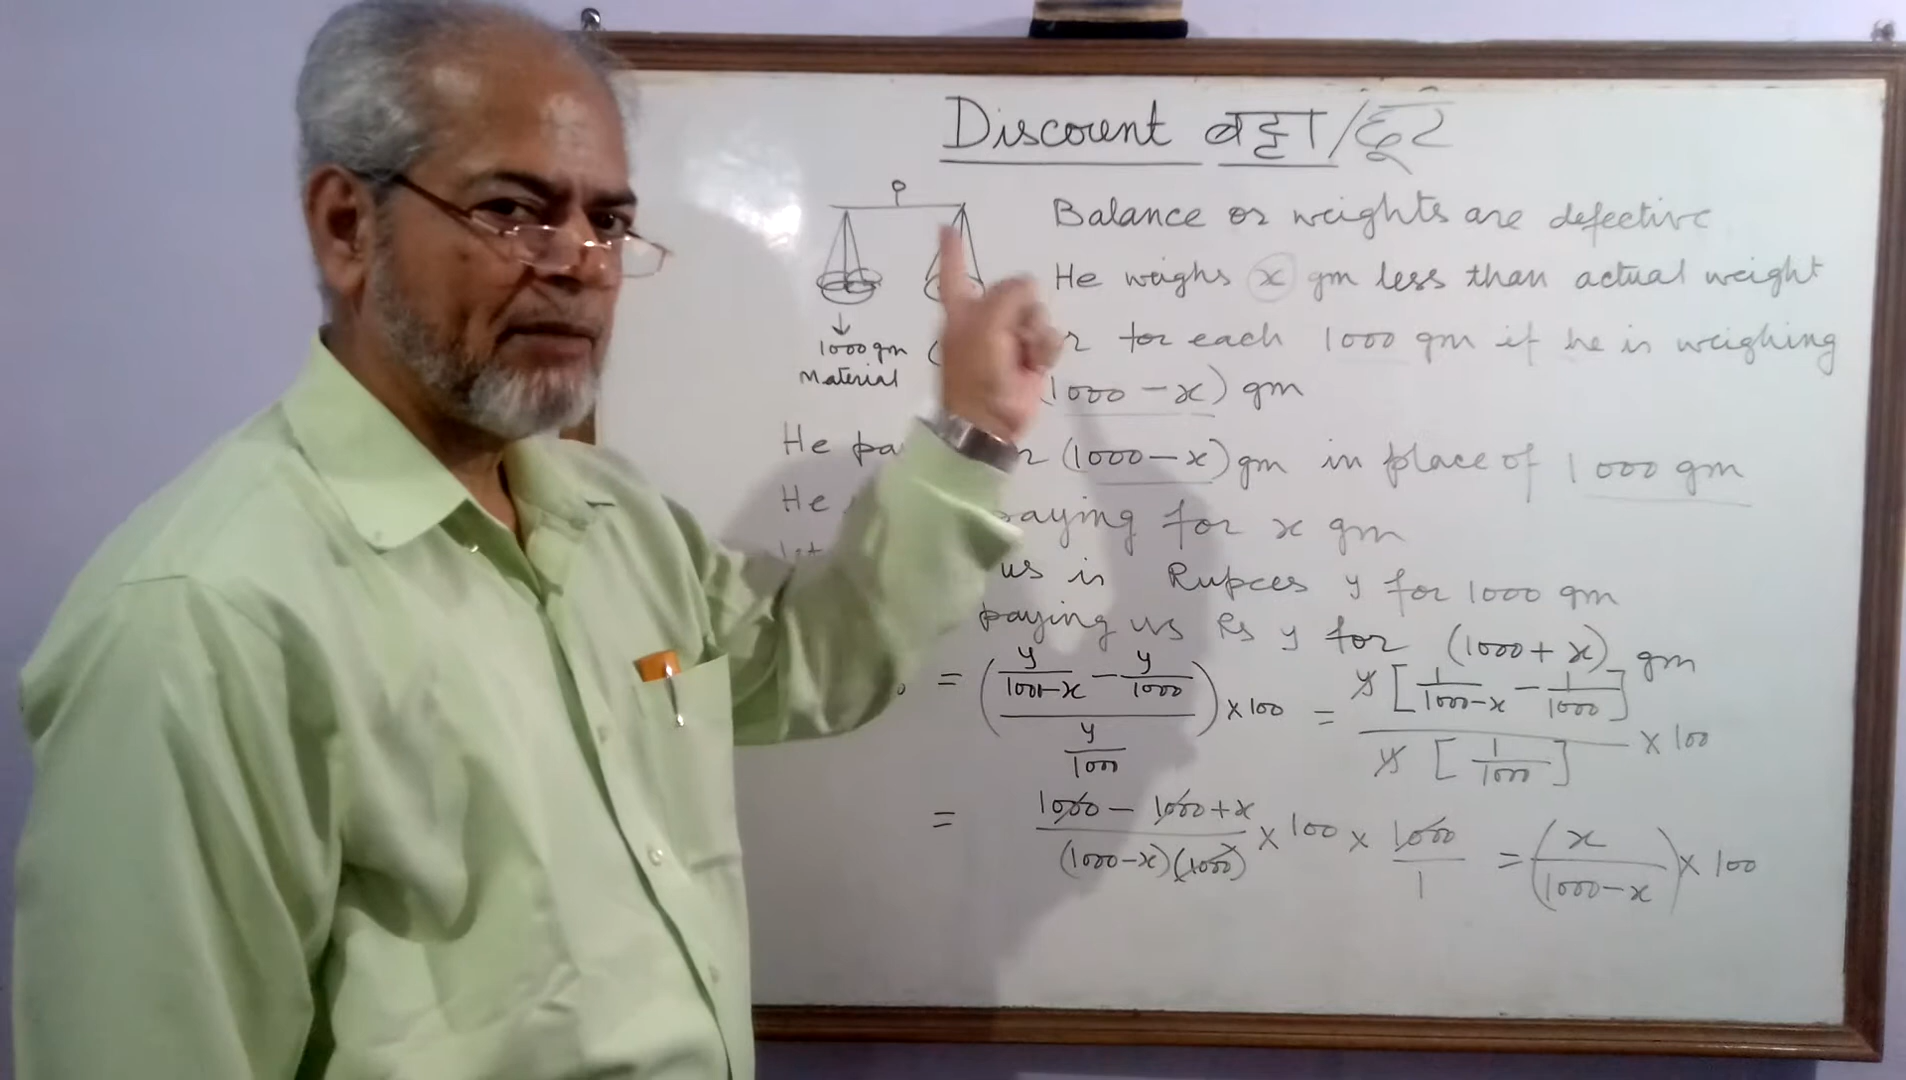 Discount बट्टा/छूट
Balance or weights are defective
He weighs x gm less than actual weight
1000 gm
Material
for each 1000 gm if he is weighing
(1000 - x) gm
He (1000 - x) gm in place of 1000 gm
He paying for x gm
let us is Rupees y for 1000 gm
paying us Rs y for (1000 + x) gm
= ((y/(1000-x) - y/1000)/(y/1000)) × 100 = (y[1/(1000-x) - 1/1000])/(y[1/1000]) × 100
= (1000 - 1000 + x)/((1000-x)(1000)) × 100 × 1000/1 = (x/(1000-x)) × 100